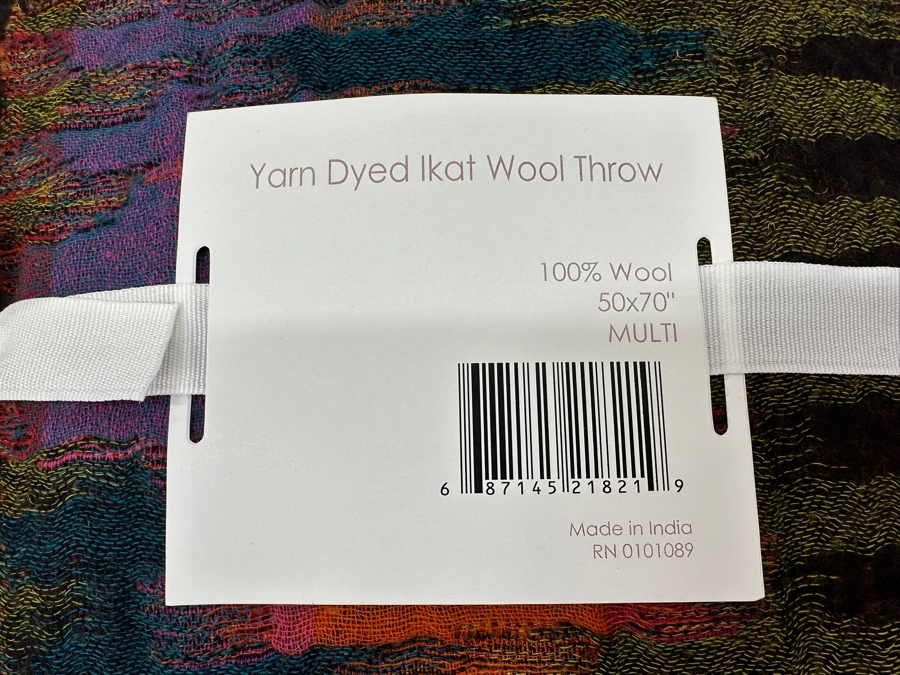 Yarn Dyed Ikat Wool Throw
100% Wool
50x70"
MULTI
6 87145 21821 9
Made in India
RN 0101089